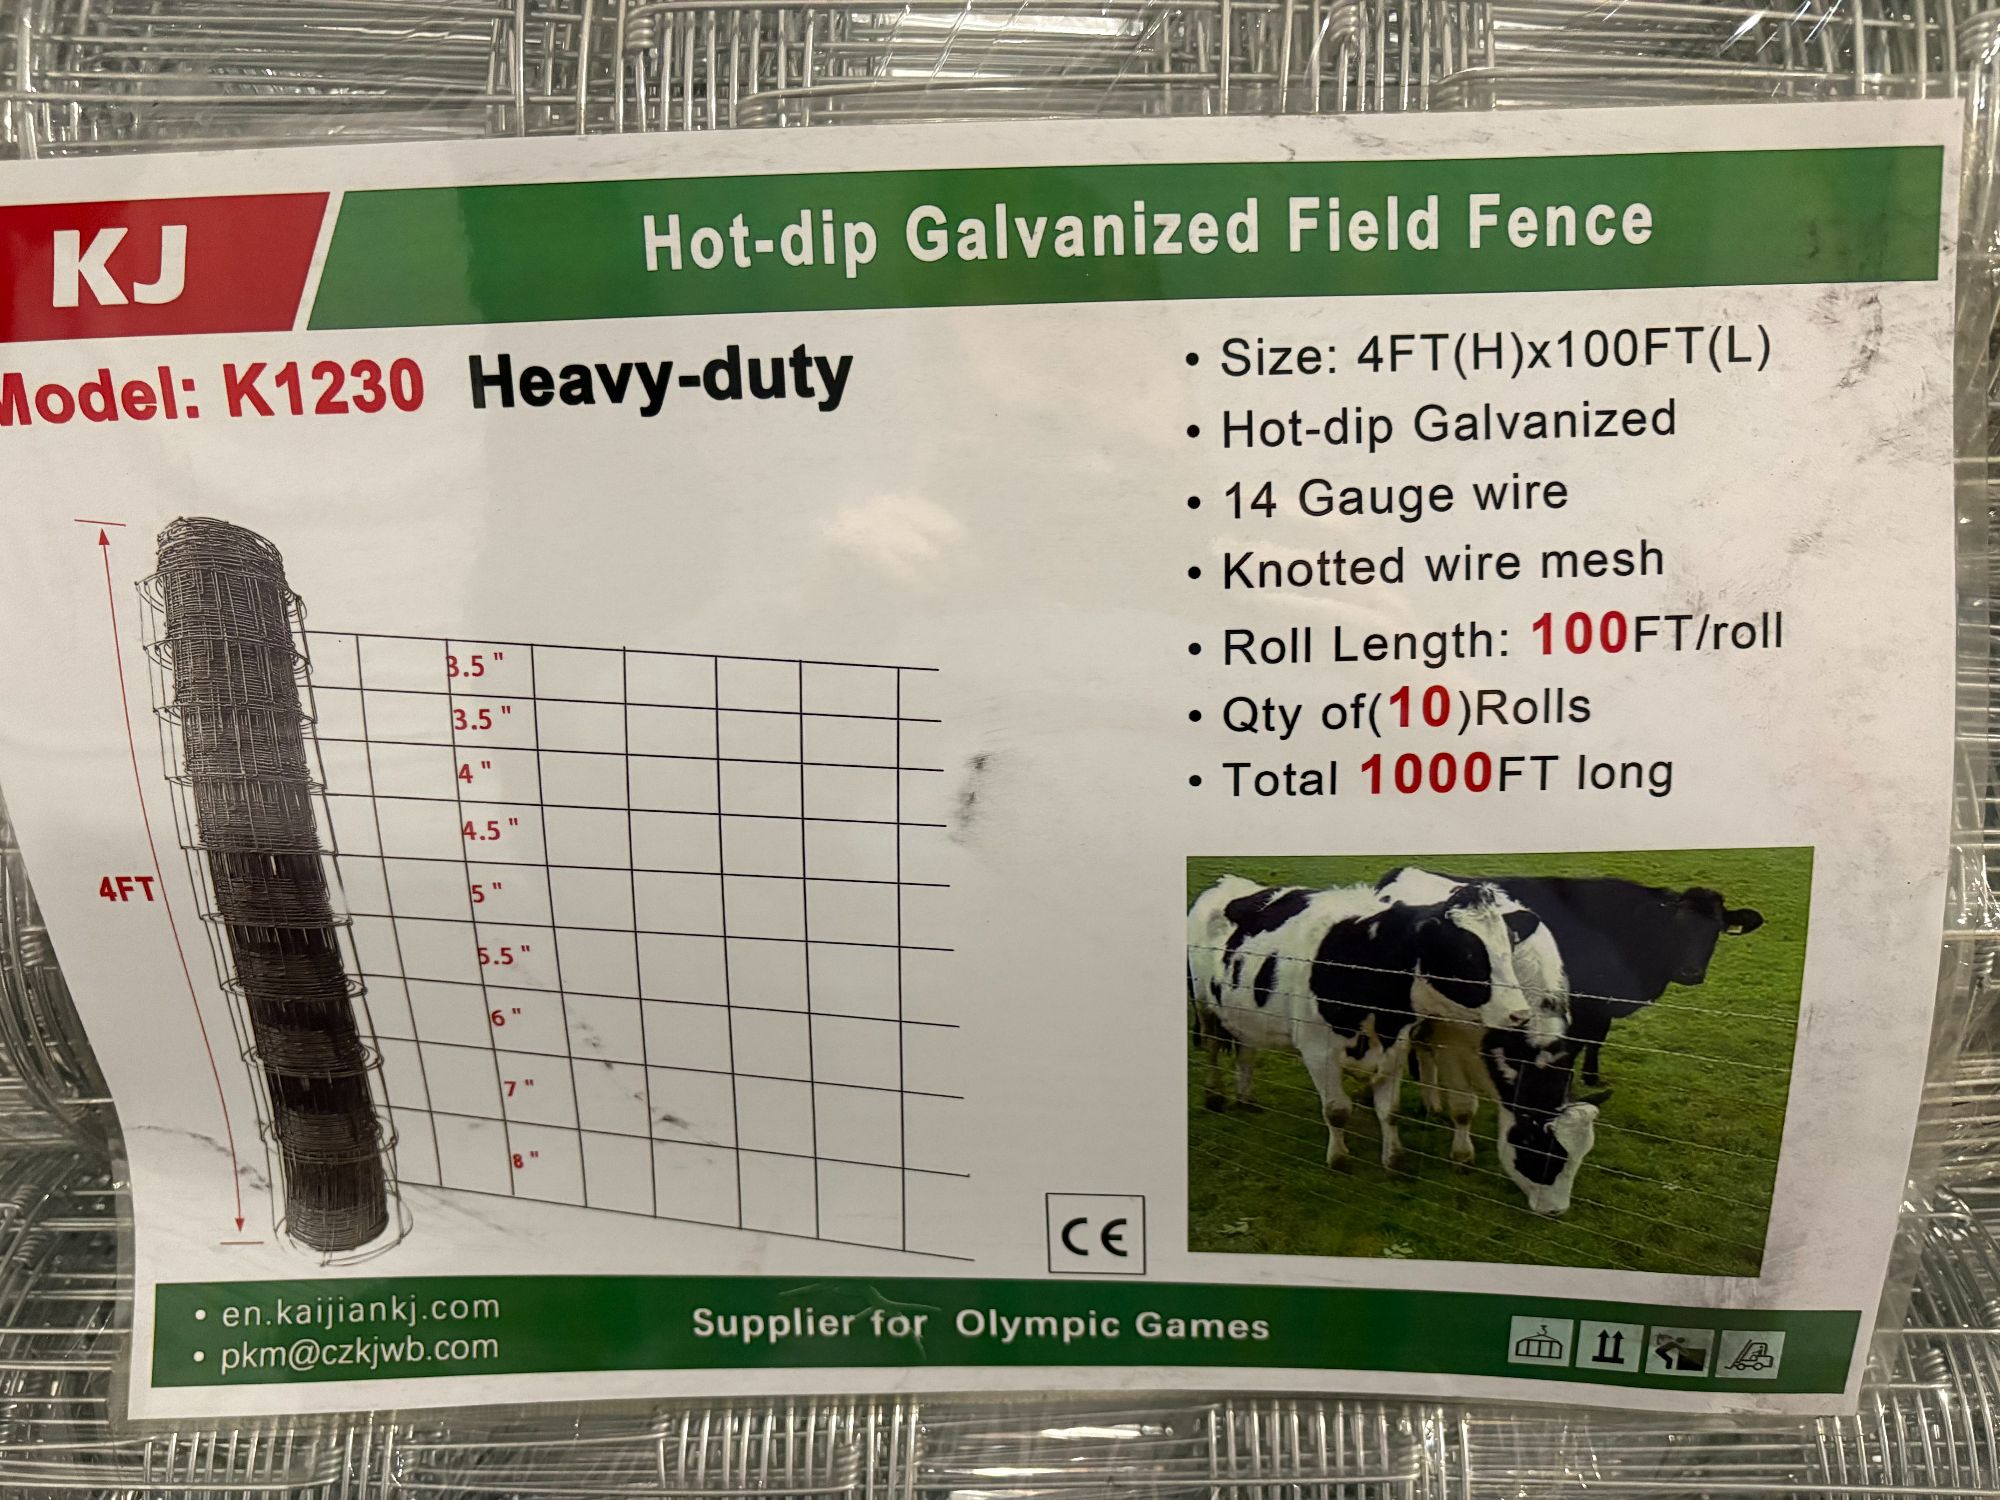 KJ
Hot-dip Galvanized Field Fence
Model: K1230 Heavy-duty
• Size: 4FT(H)x100FT(L)
• Hot-dip Galvanized
• 14 Gauge wire
• Knotted wire mesh
• Roll Length: 100FT/roll
• Qty of(10)Rolls
• Total 1000FT long
3.5 "
3.5 "
4 "
4.5 "
5 "
5.5 "
6 "
7 "
8 "
4FT
CE
• en.kaijiankj.com
• pkm@czkjwb.com
Supplier for Olympic Games
3